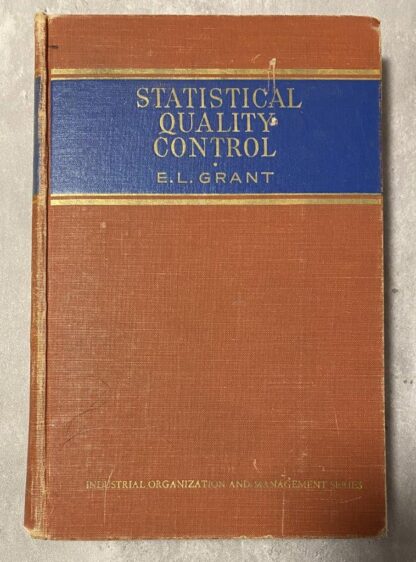 STATISTICAL
QUALITY
CONTROL
E.L. GRANT
INDUSTRIAL ORGANIZATION AND MANAGEMENT SERIES